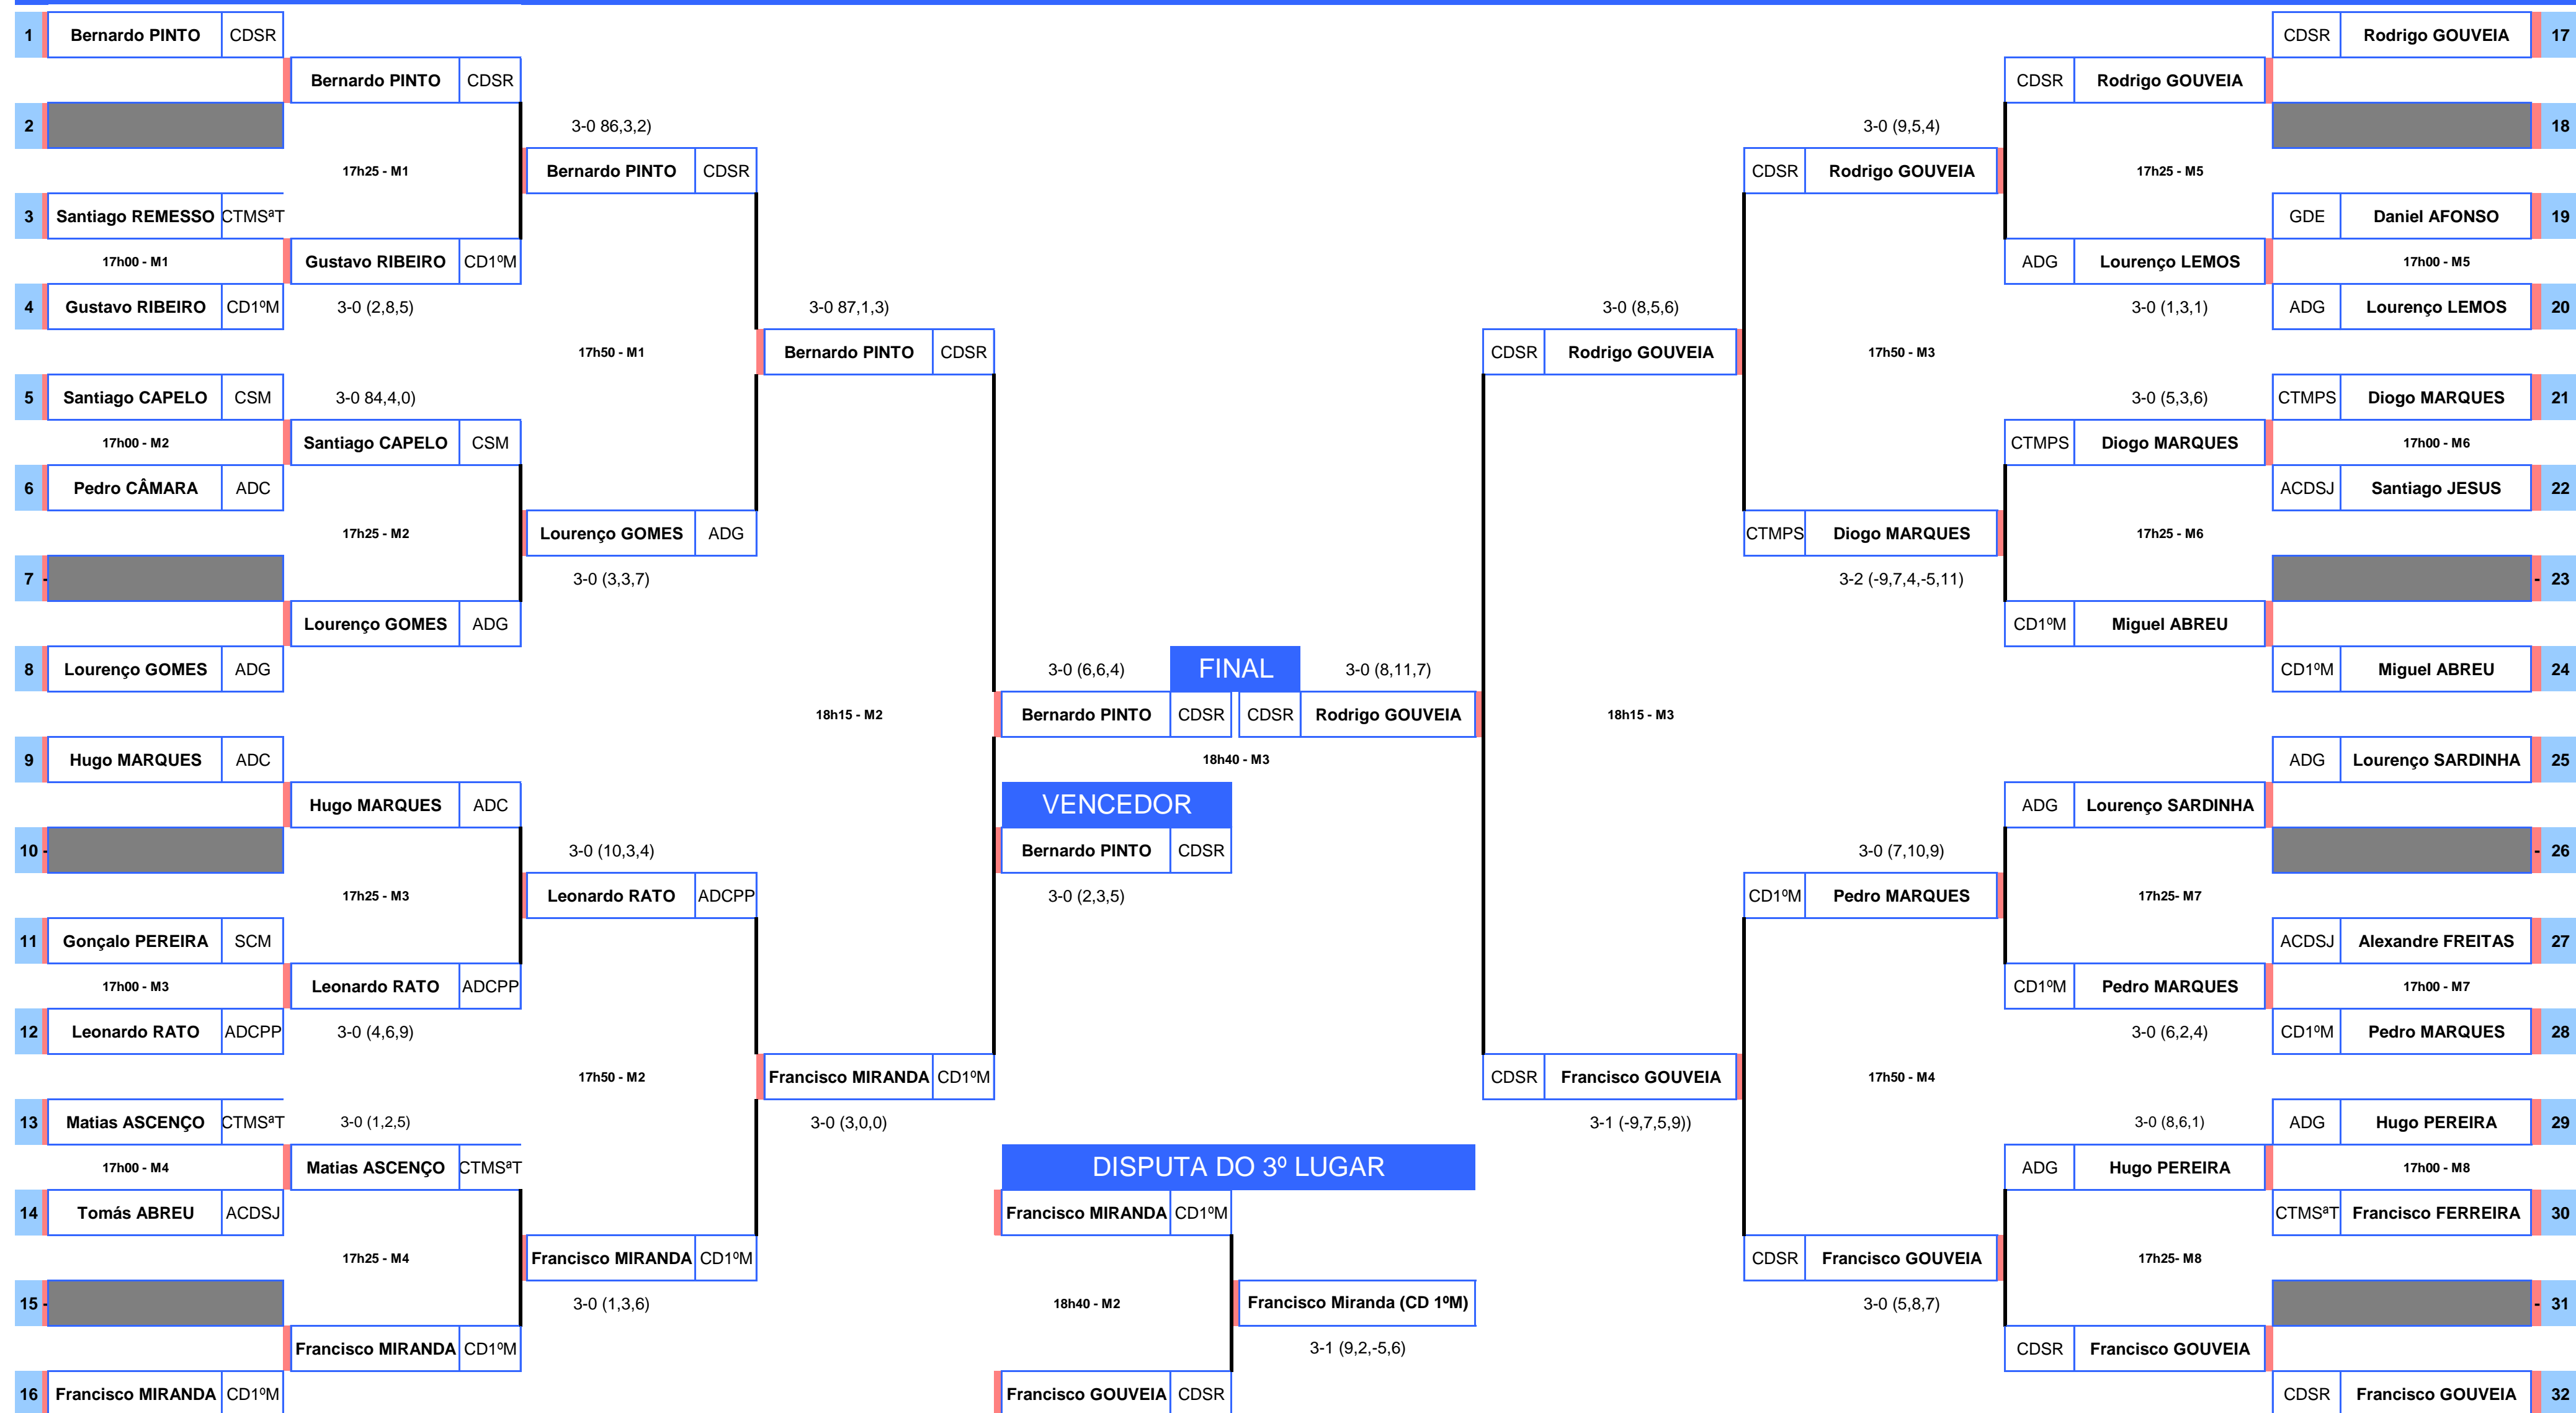 1 Bernardo PINTO CDSR CDSR Rodrigo GOUVEIA 17
Bernardo PINTO CDSR CDSR Rodrigo GOUVEIA
2 3-0 86,3,2) 3-0 (9,5,4) 18
17h25 - M1 Bernardo PINTO CDSR CDSR Rodrigo GOUVEIA 17h25 - M5
3 Santiago REMESSO CTMSªT GDE Daniel AFONSO 19
17h00 - M1 Gustavo RIBEIRO CD1ºM ADG Lourenço LEMOS 17h00 - M5
4 Gustavo RIBEIRO CD1ºM 3-0 (2,8,5) 3-0 87,1,3) 3-0 (8,5,6) 3-0 (1,3,1) ADG Lourenço LEMOS 20
17h50 - M1 Bernardo PINTO CDSR CDSR Rodrigo GOUVEIA 17h50 - M3
5 Santiago CAPELO CSM 3-0 84,4,0) 3-0 (5,3,6) CTMPS Diogo MARQUES 21
17h00 - M2 Santiago CAPELO CSM CTMPS Diogo MARQUES 17h00 - M6
6 Pedro CÂMARA ADC ACDSJ Santiago JESUS 22
17h25 - M2 Lourenço GOMES ADG CTMPS Diogo MARQUES 17h25 - M6
7 - 3-0 (3,3,7) 3-2 (-9,7,4,-5,11) - 23
Lourenço GOMES ADG CD1ºM Miguel ABREU
8 Lourenço GOMES ADG 3-0 (6,6,4) FINAL 3-0 (8,11,7) CD1ºM Miguel ABREU 24
18h15 - M2 Bernardo PINTO CDSR CDSR Rodrigo GOUVEIA 18h15 - M3
9 Hugo MARQUES ADC 18h40 - M3 ADG Lourenço SARDINHA 25
Hugo MARQUES ADC VENCEDOR ADG Lourenço SARDINHA
10 - 3-0 (10,3,4) Bernardo PINTO CDSR 3-0 (7,10,9) - 26
17h25 - M3 Leonardo RATO ADCPP 3-0 (2,3,5) CD1ºM Pedro MARQUES 17h25- M7
11 Gonçalo PEREIRA SCM ACDSJ Alexandre FREITAS 27
17h00 - M3 Leonardo RATO ADCPP CD1ºM Pedro MARQUES 17h00 - M7
12 Leonardo RATO ADCPP 3-0 (4,6,9) 3-0 (6,2,4) CD1ºM Pedro MARQUES 28
17h50 - M2 Francisco MIRANDA CD1ºM CDSR Francisco GOUVEIA 17h50 - M4
13 Matias ASCENÇO CTMSªT 3-0 (1,2,5) 3-0 (3,0,0) 3-1 (-9,7,5,9)) 3-0 (8,6,1) ADG Hugo PEREIRA 29
17h00 - M4 Matias ASCENÇO CTMSªT DISPUTA DO 3º LUGAR ADG Hugo PEREIRA 17h00 - M8
14 Tomás ABREU ACDSJ Francisco MIRANDA CD1ºM CTMSªT Francisco FERREIRA 30
17h25 - M4 Francisco MIRANDA CD1ºM CDSR Francisco GOUVEIA 17h25- M8
15 - 3-0 (1,3,6) 18h40 - M2 Francisco Miranda (CD 1ºM) 3-0 (5,8,7) - 31
Francisco MIRANDA CD1ºM 3-1 (9,2,-5,6) CDSR Francisco GOUVEIA
16 Francisco MIRANDA CD1ºM Francisco GOUVEIA CDSR CDSR Francisco GOUVEIA 32